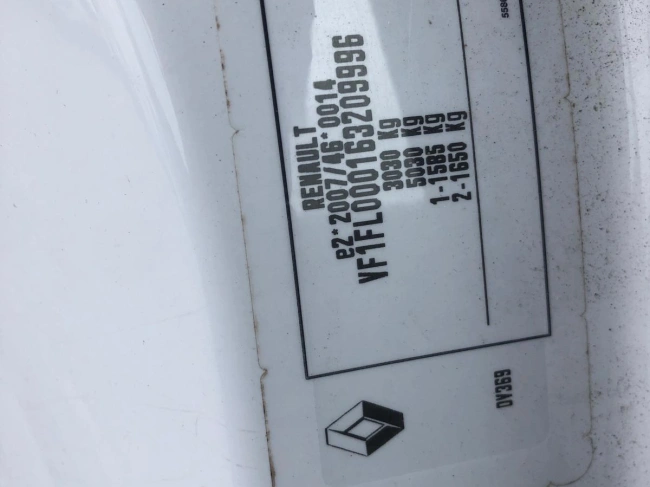 RENAULT
e2*2007/46*0014
VF1FL000163209996
3030 Kg
5030 Kg
1-1585 Kg
2-1650 Kg
DV369